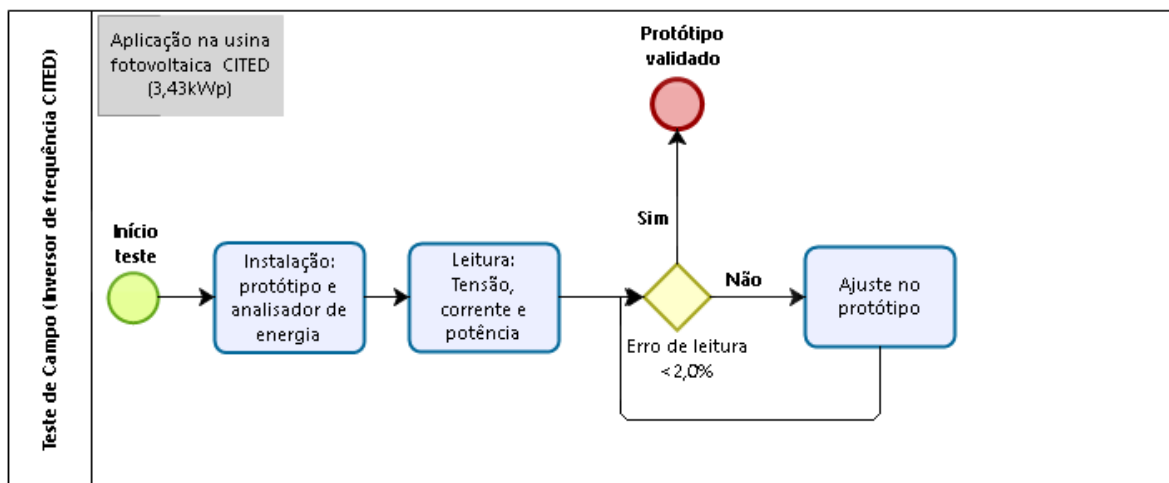 Teste de Campo (Inversor de frequência CITED)
Aplicação na usina
fotovoltaica CITED
(3,43kWp)
Protótipo
validado
Início
teste
Instalação:
protótipo e
analisador de
energia
Leitura:
Tensão,
corrente e
potência
Sim
Não
Erro de leitura
<2,0%
Ajuste no
protótipo